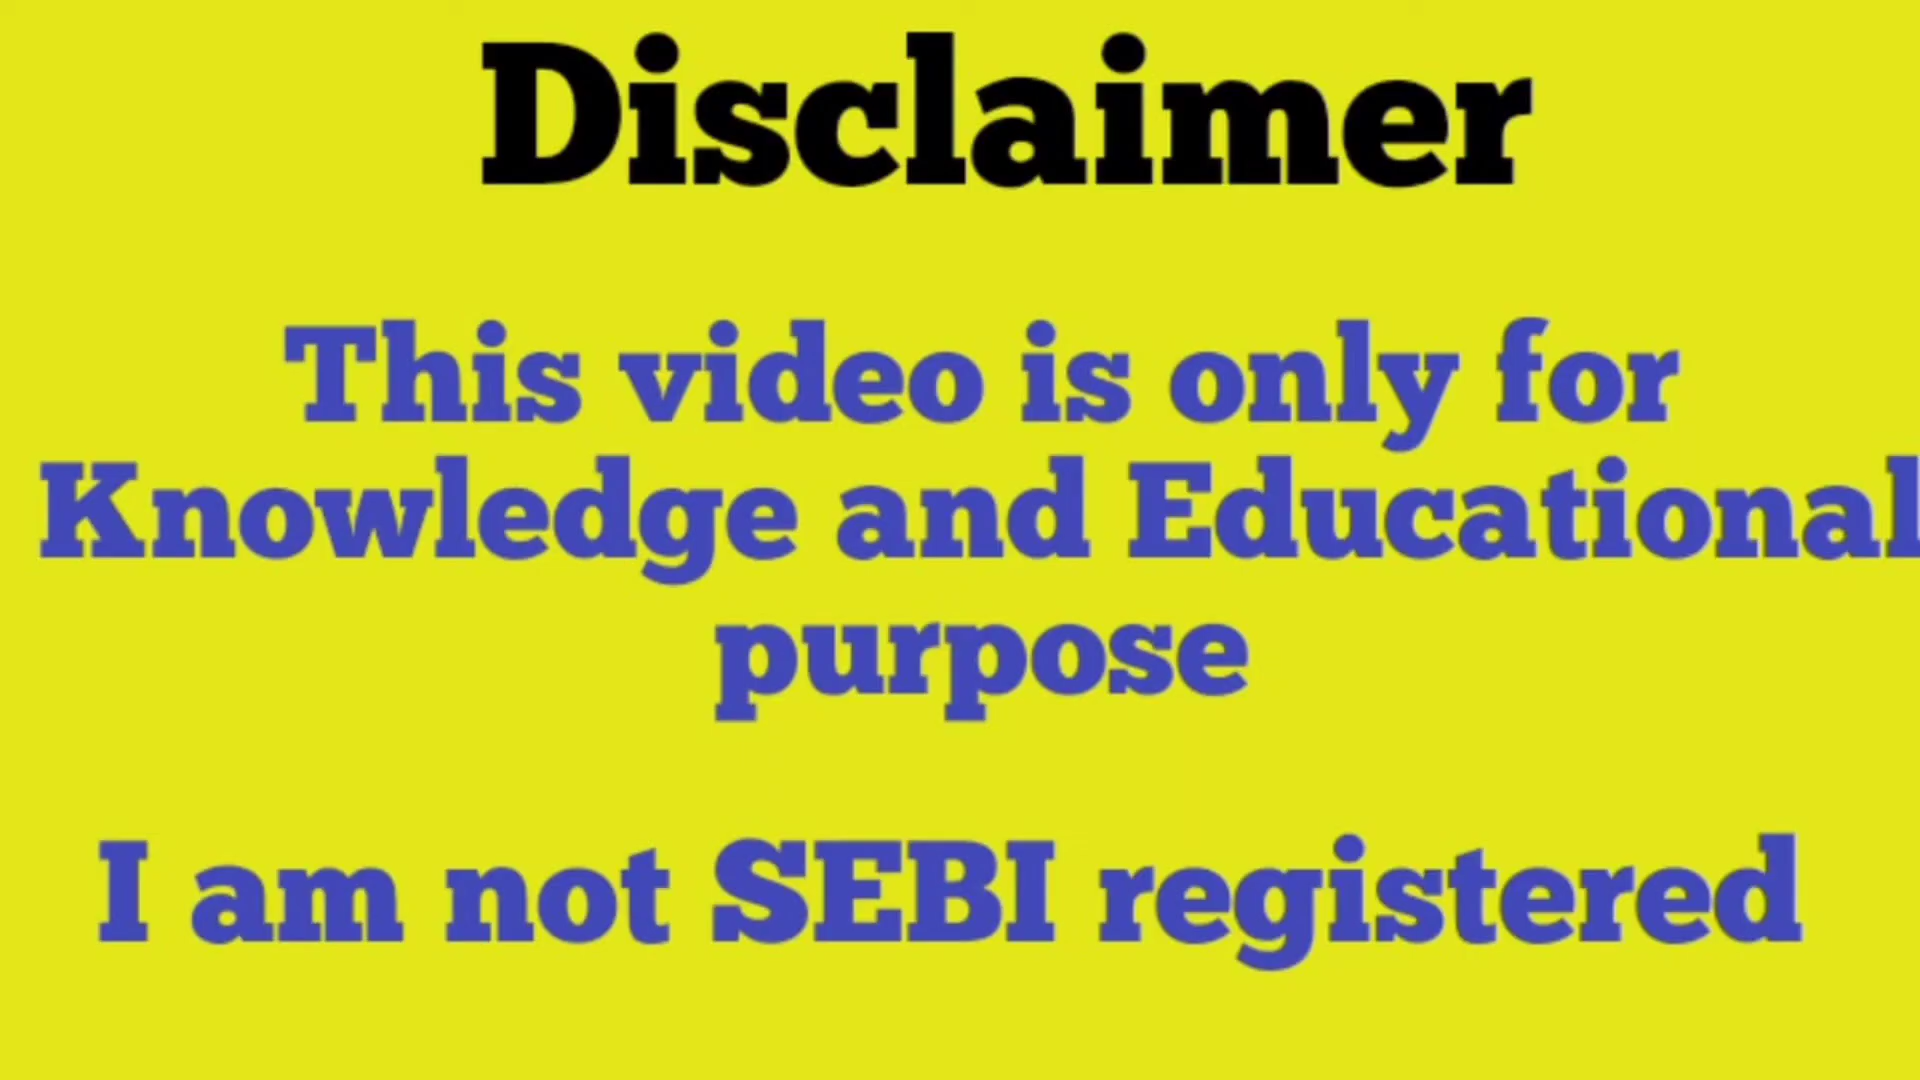 Disclaimer
This video is only for
Knowledge and Educational
purpose
I am not SEBI registered